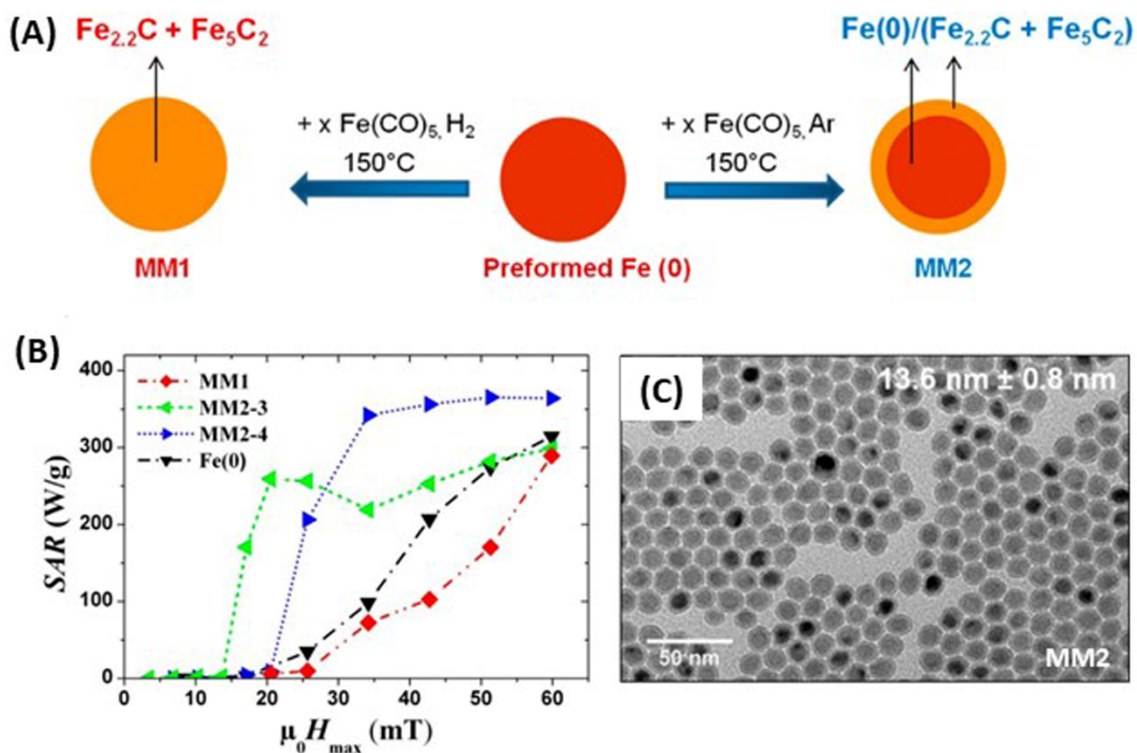 (A)
Fe2.2C + Fe5C2
Fe(0)/(Fe2.2C + Fe5C2)
+ x Fe(CO)5, H2
150°C
+ x Fe(CO)5, Ar
150°C
MM1
Preformed Fe (0)
MM2
(B)
400
300
200
100
0
SAR (W/g)
MM1
MM2-3
MM2-4
Fe(0)
0 10 20 30 40 50 60
μ0Hmax (mT)
(C)
13.6 nm ± 0.8 nm
50 nm
MM2